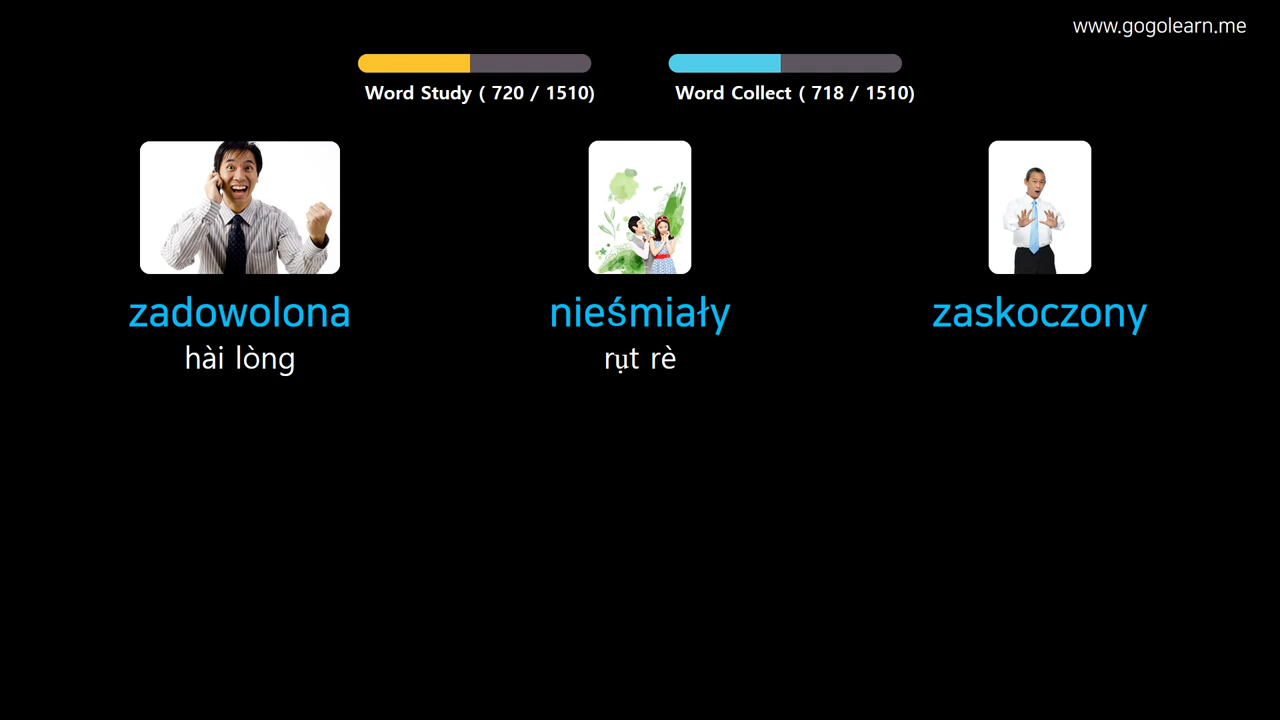 www.gogolearn.me
Word Study ( 720 / 1510)
Word Collect ( 718 / 1510)
zadowolona
hài lòng
nieśmiały
rụt rè
zaskoczony